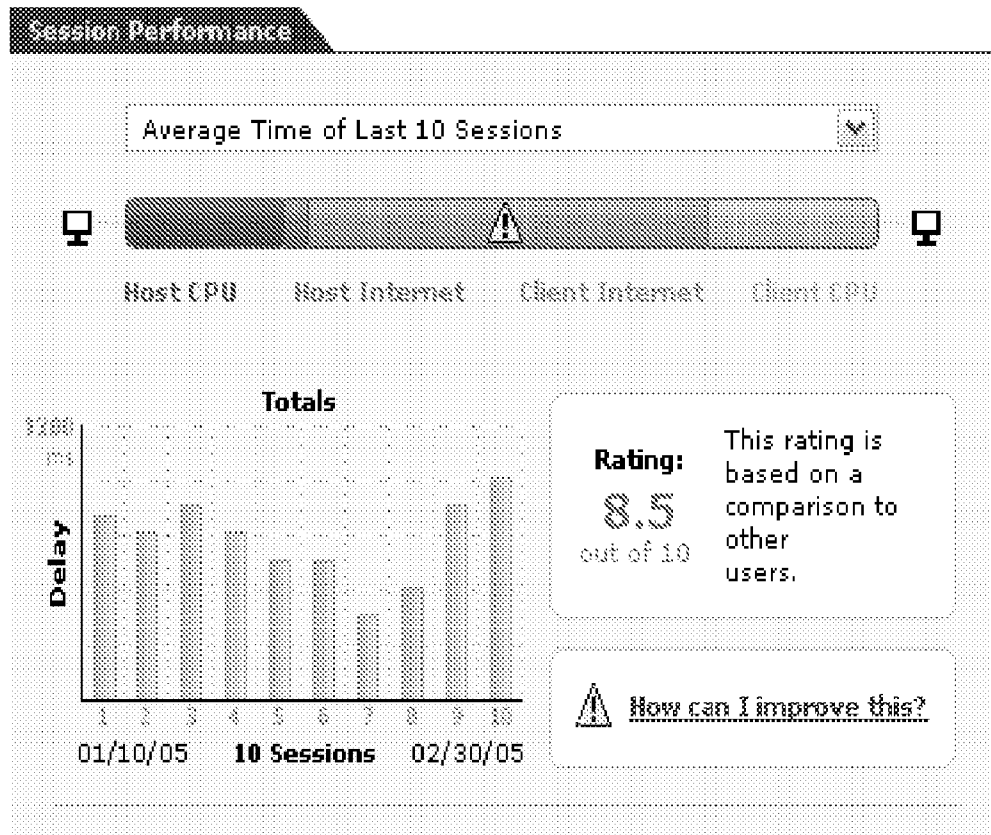 Session Performance
Average Time of Last 10 Sessions
Host CPU
Host Internet
Client Internet
Client CPU
Totals
ms
Delay
1 2 3 4 5 6 7 8 9 10
01/10/05
10 Sessions
02/30/05
Rating:
8.5
out of 10
This rating is
based on a
comparison to
other
users.
How can I improve this?